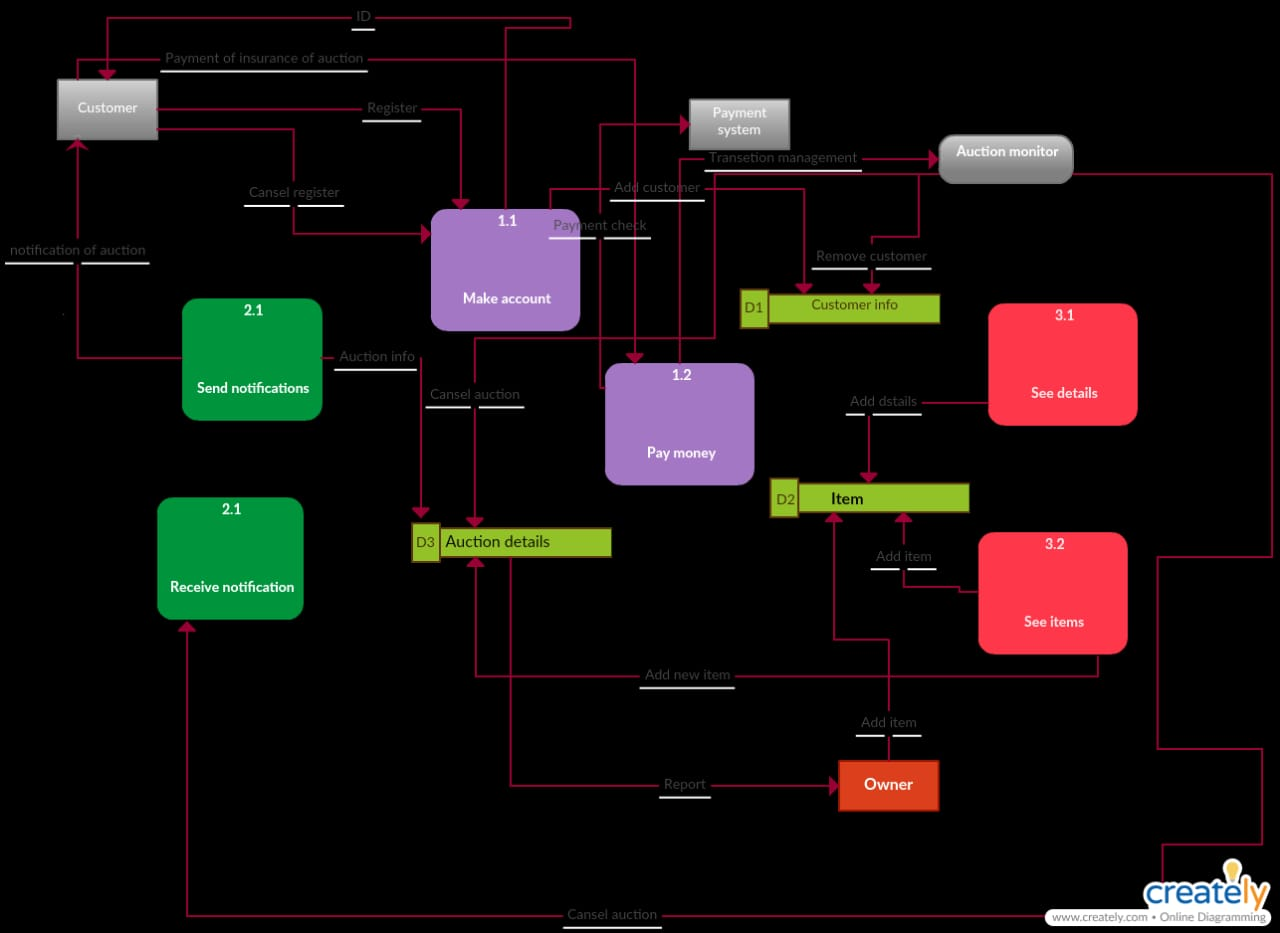 ID
Payment of insurance of auction
Customer
Register
Payment
system
Auction monitor
Transetion management
Cansel register
Add customer
1.1
Payment check
notification of auction
Remove customer
Make account
2.1
D1
Customer info
3.1
Auction info
1.2
Send notifications
Cansel auction
See details
Add dstails
Pay money
D2
Item
2.1
D3
Auction details
3.2
Add item
Receive notification
See items
Add new item
Add item
Report
Owner
creately
www.creately.com • Online Diagramming
Cansel auction